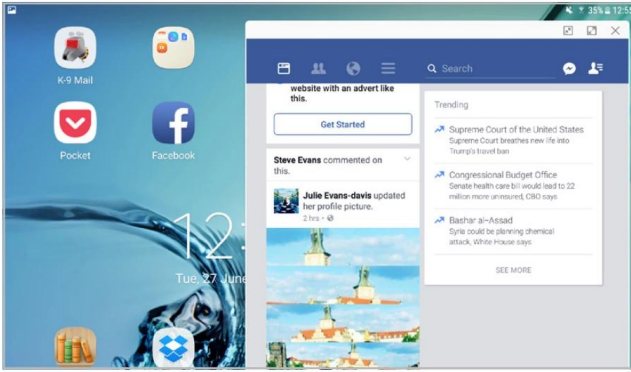 35% 12:5
K-9 Mail
Pocket
Facebook
12:
Tue, 27 June
Search
website with an advert like
this.
Get Started
Steve Evans commented on
this.
Julie Evans-davis updated
her profile picture.
2 hrs •
Trending
Supreme Court of the United States
Supreme Court breathes new life into
Trump's travel ban
Congressional Budget Office
Senate health care bill would lead to 22
million more uninsured, CBO says
Bashar al-Assad
Syria could be planning chemical
attack, White House says
SEE MORE